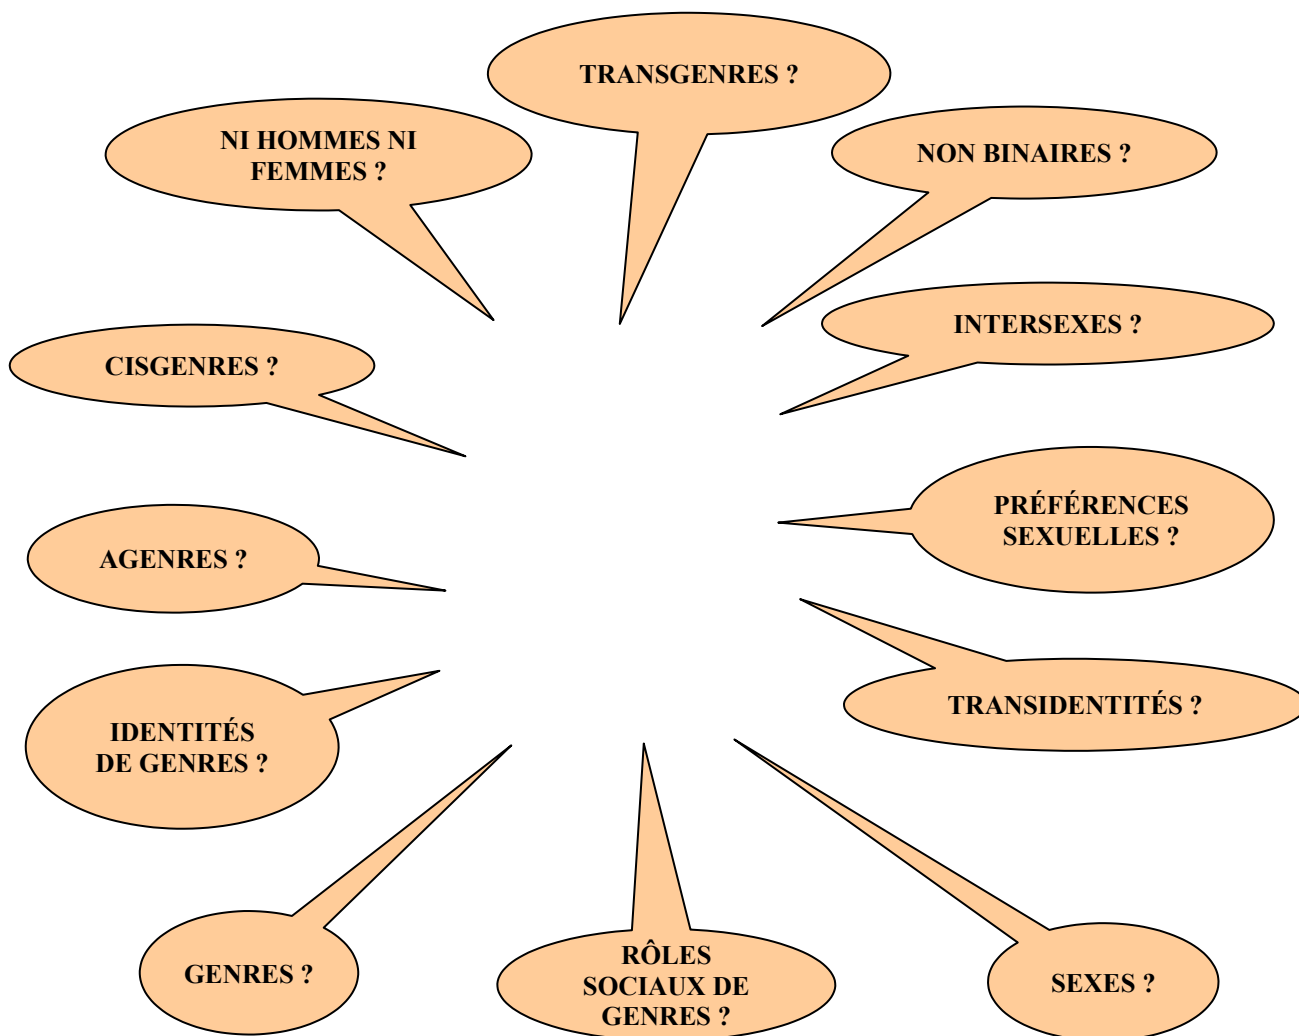 TRANSGENRES ?
NI HOMMES NI
FEMMES ?
NON BINAIRES ?
INTERSEXES ?
CISGENRES ?
PRÉFÉRENCES
SEXUELLES ?
AGENRES ?
TRANSIDENTITÉS ?
IDENTITÉS
DE GENRES ?
GENRES ?
RÔLES
SOCIAUX DE
GENRES ?
SEXES ?